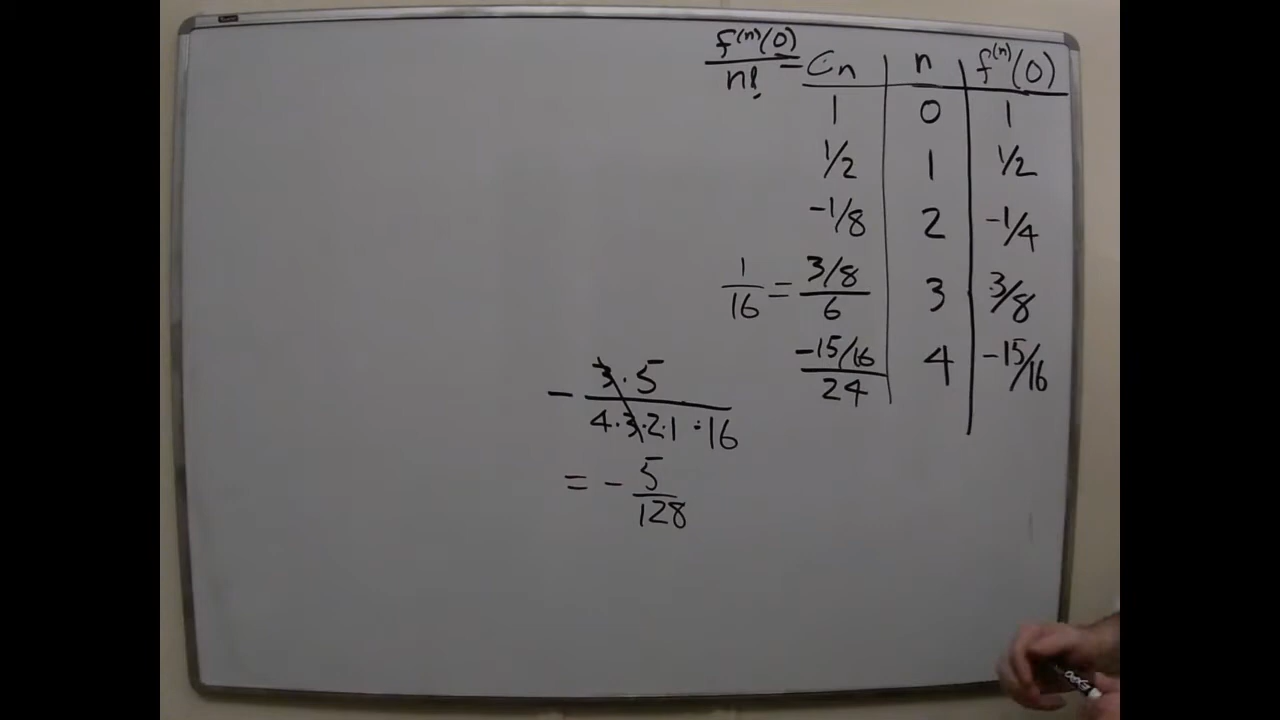 f⁽ⁿ⁾(0)/n! = Cn | n | f⁽ⁿ⁾(0)
1 | 0 | 1
1/2 | 1 | 1/2
-1/8 | 2 | -1/4
1/16 = (3/8)/6 | 3 | 3/8
(-15/16)/24 | 4 | -15/16
- (3·5)/(4·3·2·1·16)
= - 5/128